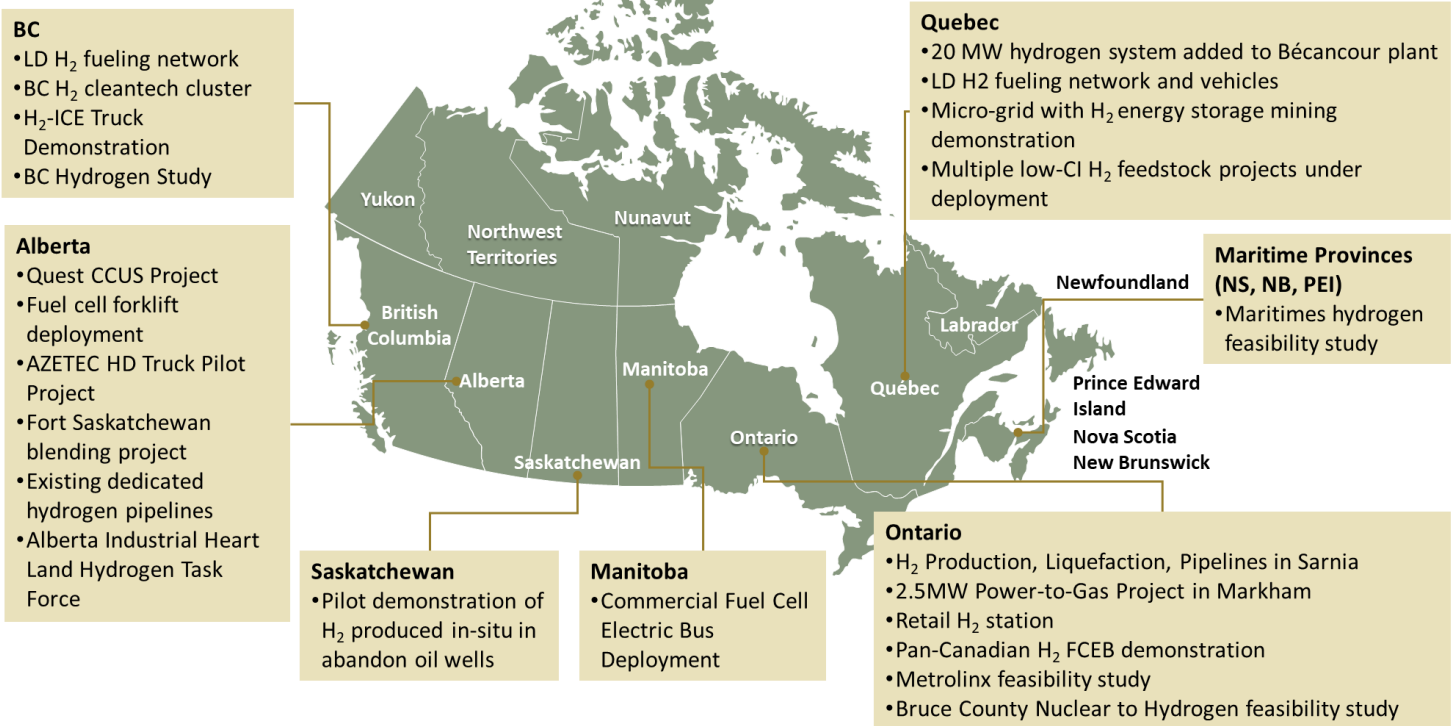 BC
•LD H₂ fueling network
•BC H₂ cleantech cluster
•H₂-ICE Truck
Demonstration
•BC Hydrogen Study
Alberta
•Quest CCUS Project
•Fuel cell forklift
deployment
•AZETEC HD Truck Pilot
Project
•Fort Saskatchewan
blending project
•Existing dedicated
hydrogen pipelines
•Alberta Industrial Heart
Land Hydrogen Task
Force
Quebec
•20 MW hydrogen system added to Bécancour plant
•LD H2 fueling network and vehicles
•Micro-grid with H₂ energy storage mining
demonstration
•Multiple low-CI H₂ feedstock projects under
deployment
Maritime Provinces
(NS, NB, PEI)
•Maritimes hydrogen
feasibility study
Yukon
Northwest
Territories
Nunavut
British
Columbia
Alberta
Saskatchewan
Manitoba
Ontario
Québec
Labrador
Newfoundland
Prince Edward
Island
Nova Scotia
New Brunswick
Saskatchewan
•Pilot demonstration of
H₂ produced in-situ in
abandon oil wells
Manitoba
•Commercial Fuel Cell
Electric Bus
Deployment
Ontario
•H₂ Production, Liquefaction, Pipelines in Sarnia
•2.5MW Power-to-Gas Project in Markham
•Retail H₂ station
•Pan-Canadian H₂ FCEB demonstration
•Metrolinx feasibility study
•Bruce County Nuclear to Hydrogen feasibility study